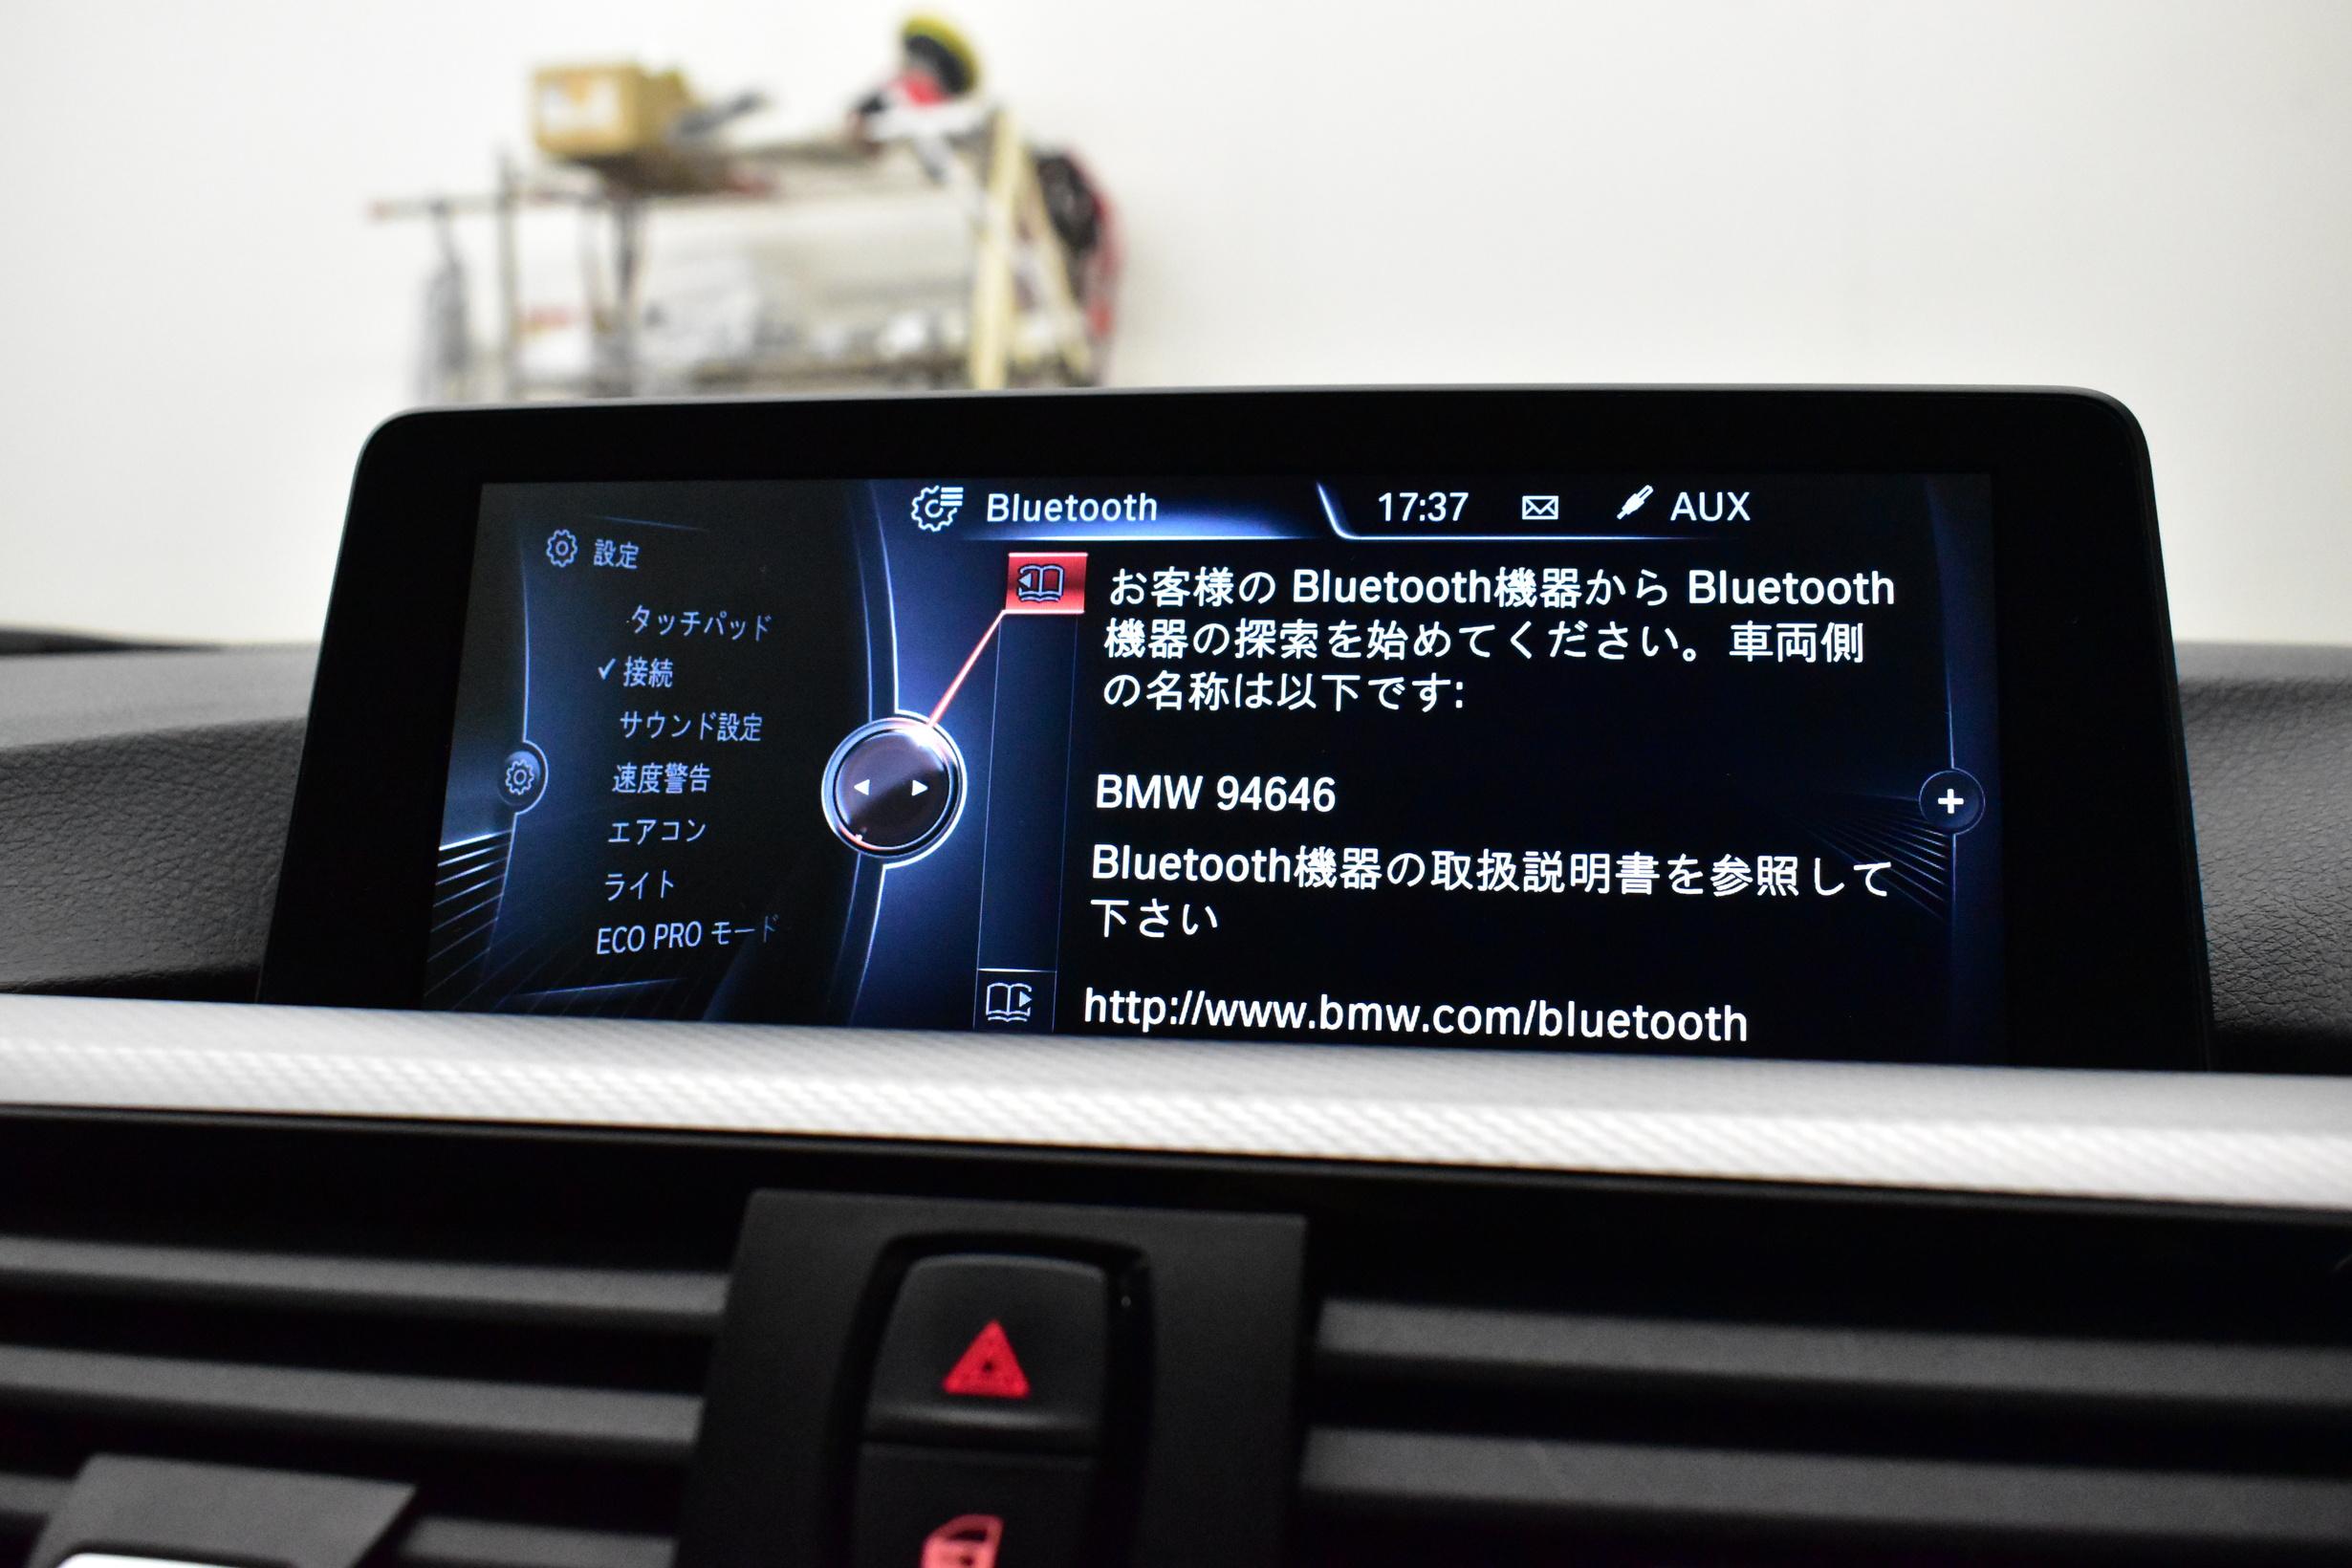 Bluetooth
17:37
AUX
設定
タッチパッド
接続
サウンド設定
速度警告
エアコン
ライト
ECO PRO モード
お客様の Bluetooth機器から Bluetooth
機器の探索を始めてください。車両側
の名称は以下です:
BMW 94646
Bluetooth機器の取扱説明書を参照して
下さい
http://www.bmw.com/bluetooth